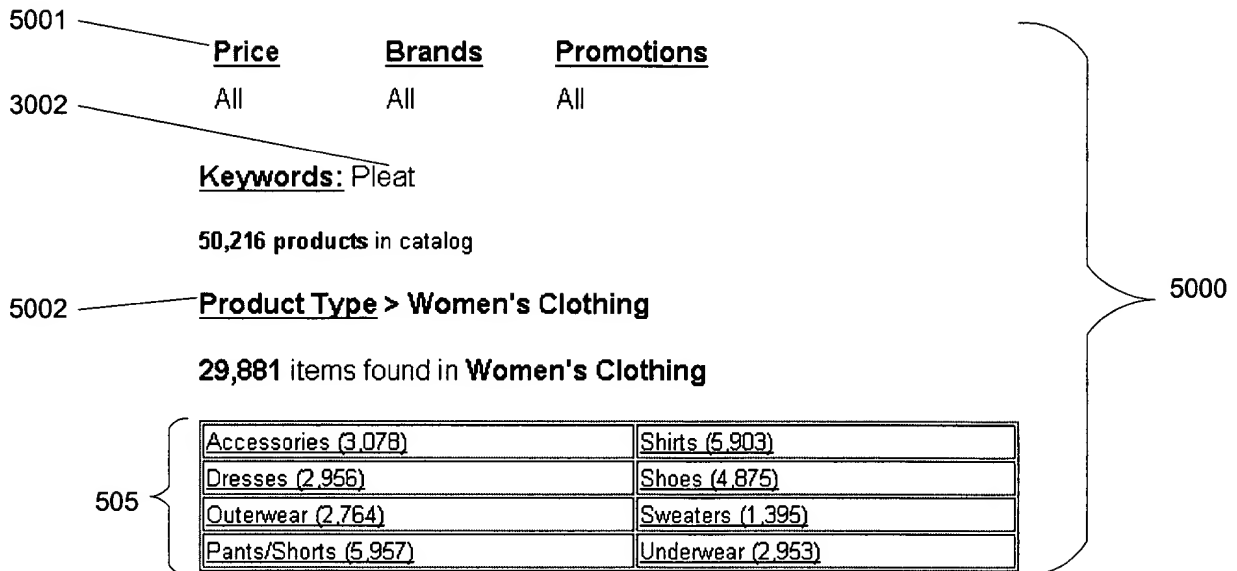 5001
Price Brands Promotions
All All All
3002
Keywords: Pleat
50,216 products in catalog
5000
5002
Product Type > Women's Clothing
29,881 items found in Women's Clothing
505
Accessories (3,078) Shirts (5,903)
Dresses (2,956) Shoes (4,875)
Outerwear (2,764) Sweaters (1,395)
Pants/Shorts (5,957) Underwear (2,953)